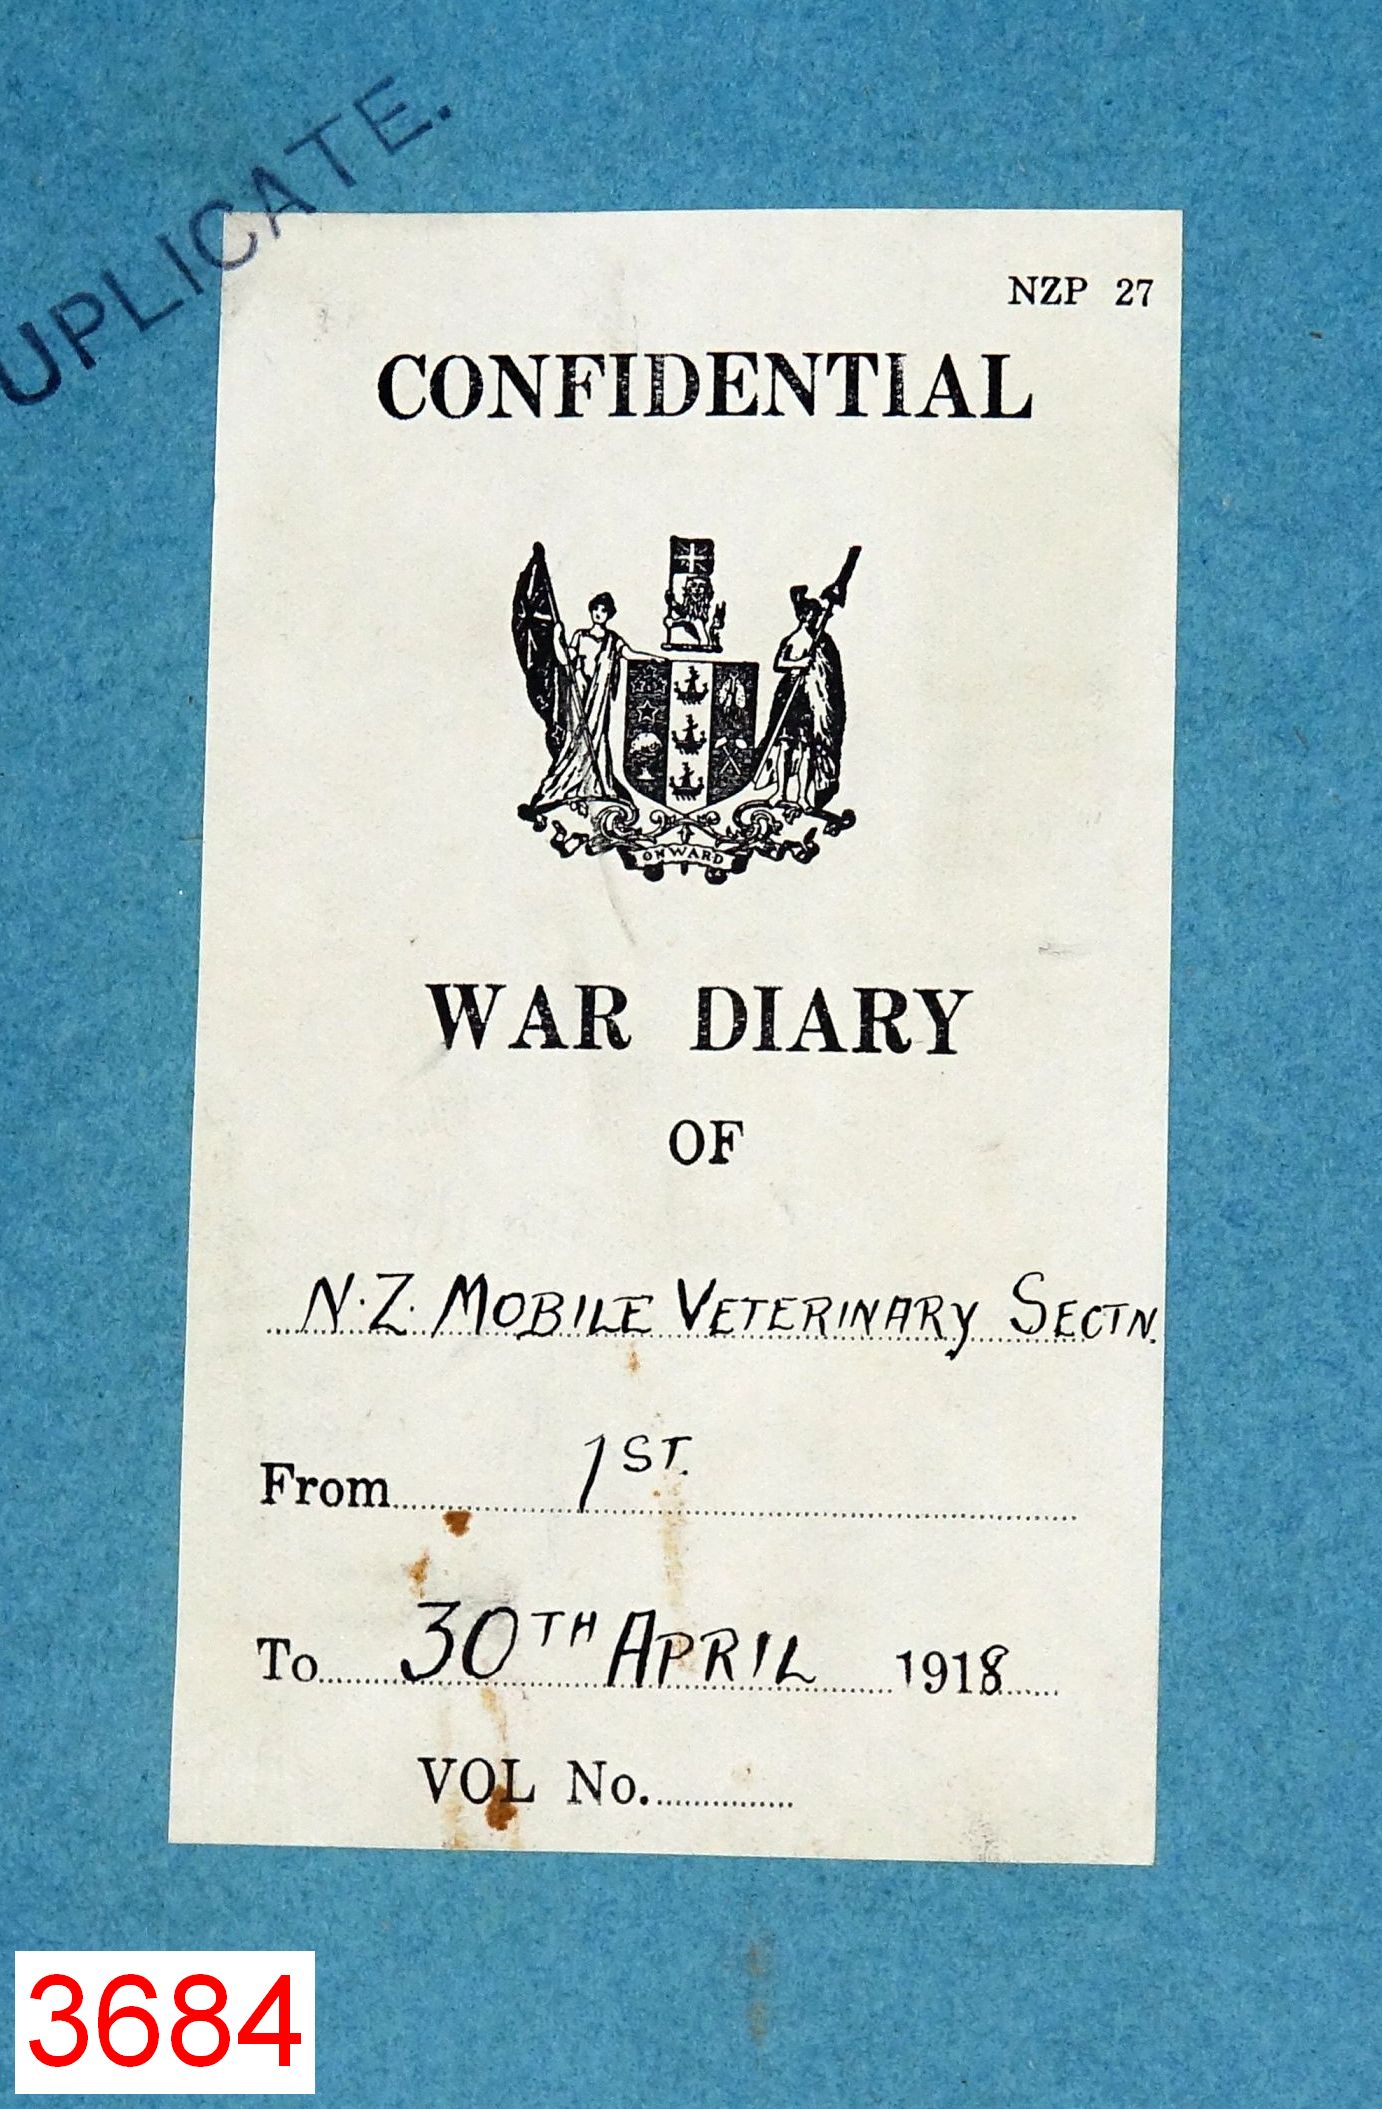 UPLICATE.
NZP 27
CONFIDENTIAL
ONWARD
WAR DIARY
OF
N.Z. MOBILE VETERINARY SECTN.
From 1ST.
To 30TH APRIL 1918
VOL No.
3684